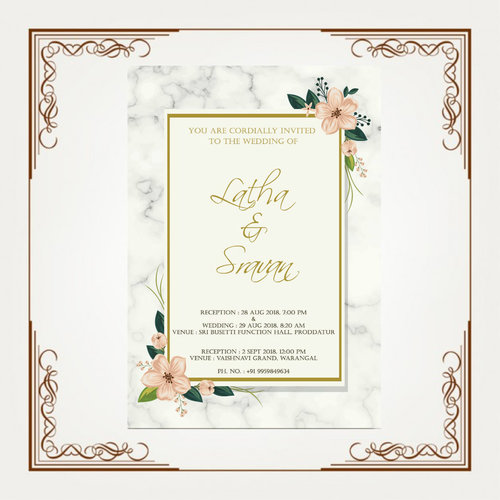 YOU ARE CORDIALLY INVITED
TO THE WEDDING OF
Latha
&
Sravan
RECEPTION : 28 AUG 2018, 7:00 PM
&
WEDDING : 29 AUG 2018, 8:20 AM
VENUE : SRI BUSETTI FUNCTION HALL, PRODDATUR
RECEPTION : 2 SEPT 2018, 12:00 PM
VENUE : VAISHNAVI GRAND, WARANGAL
PH. NO. : +91 9959849634